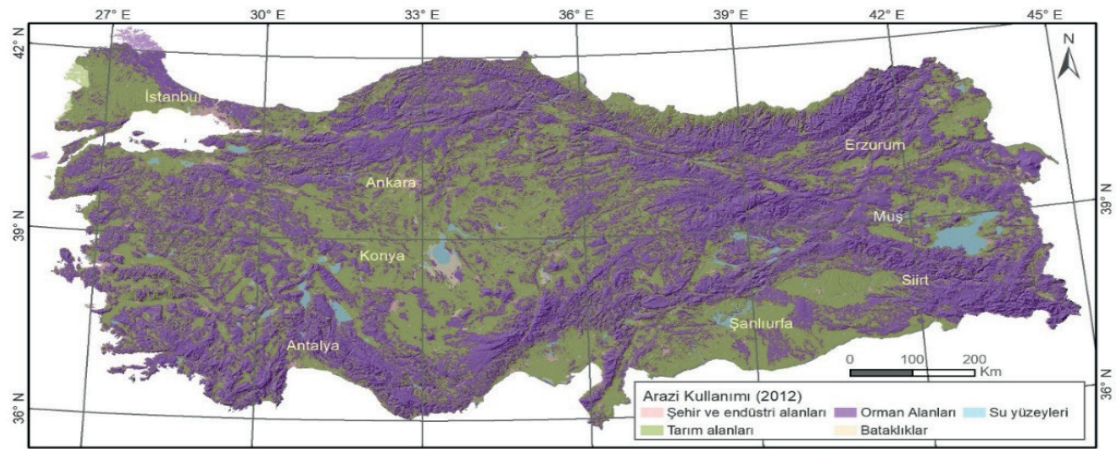 27° E 30° E 33° E 36° E 39° E 42° E 45° E
42° N
42° N
N
İstanbul
Erzurum
Ankara
39° N
39° N
Muş
Konya
Siirt
Şanlıurfa
Antalya
0 100 200
Km
36° N
36° N
Arazi Kullanımı (2012)
Şehir ve endüstri alanları Orman Alanları Su yüzeyleri
Tarım alanları Bataklıklar